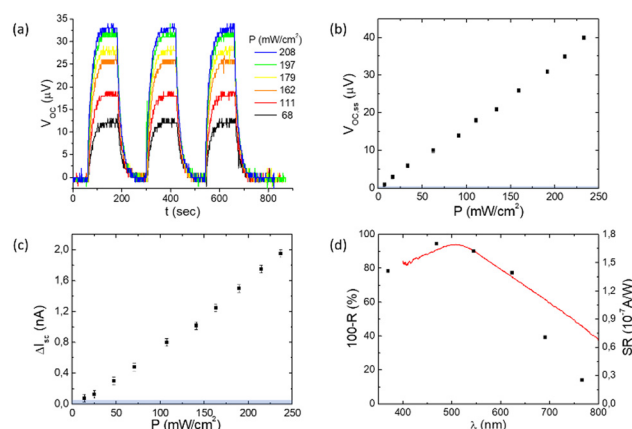 (a)
V_OC (μV)
35
30
25
20
15
10
5
0
0 200 400 600 800
t (sec)
P (mW/cm²)
208
197
179
162
111
68
(b)
V_OC,ss (μV)
40
30
20
10
0
0 50 100 150 200 250
P (mW/cm²)
(c)
ΔI_sc (nA)
2,0
1,6
1,2
0,8
0,4
0,0
0 50 100 150 200 250
P (mW/cm²)
(d)
100-R (%)
100
80
60
40
20
0
400 500 600 700 800
λ (nm)
1,8
1,5
1,2
0,9
0,6
0,3
0,0
SR (10⁻⁷A/W)